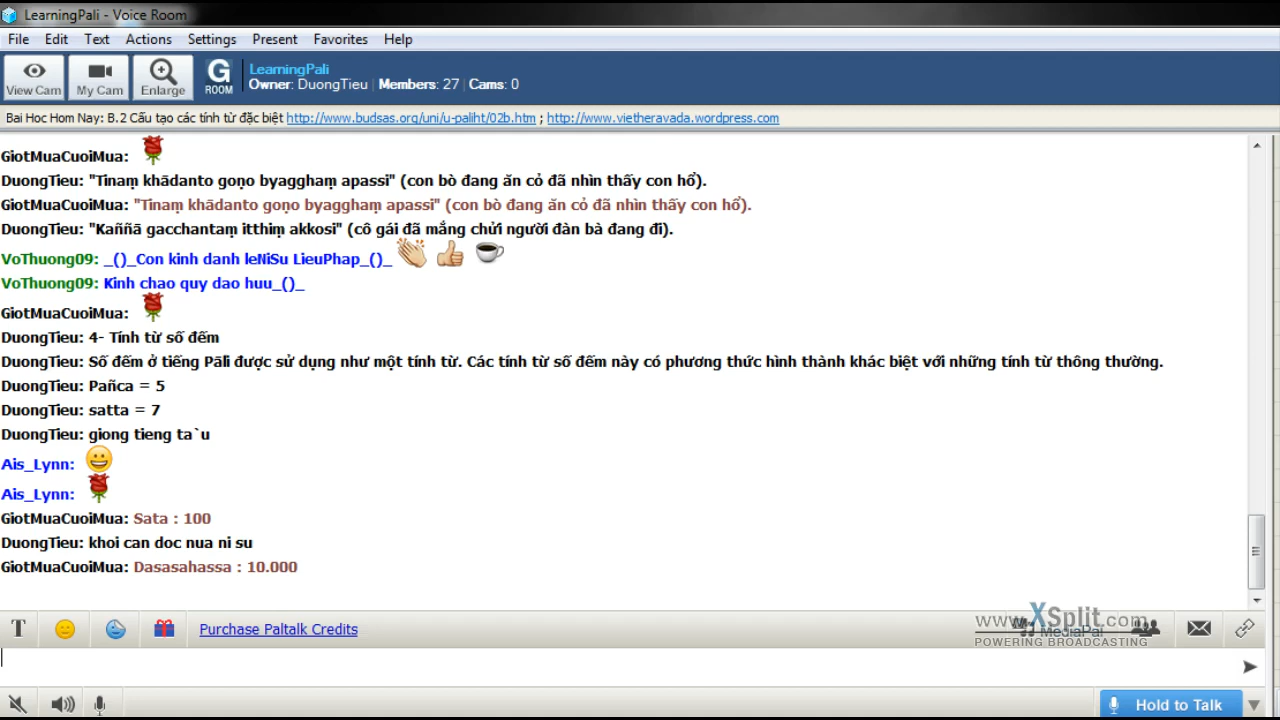 LearningPali - Voice Room
File Edit Text Actions Settings Present Favorites Help
View Cam My Cam Enlarge G ROOM
LearningPali
Owner: DuongTieu | Members: 27 | Cams: 0
Bai Hoc Hom Nay: B.2 Cấu tạo các tính từ đặc biệt http://www.budsas.org/uni/u-paliht/02b.htm ; http://www.vietheravada.wordpress.com
GiotMuaCuoiMua:
DuongTieu: "Tinaṃ khādanto goṇo byagghaṃ apassi" (con bò đang ăn cỏ đã nhìn thấy con hổ).
GiotMuaCuoiMua: "Tinaṃ khādanto goṇo byagghaṃ apassi" (con bò đang ăn cỏ đã nhìn thấy con hổ).
DuongTieu: "Kaññā gacchantaṃ itthiṃ akkosi" (cô gái đã mắng chửi người đàn bà đang đi).
VoThuong09: _()_Con kinh danh leNiSu LieuPhap_()_
VoThuong09: Kinh chao quy dao huu_()_
GiotMuaCuoiMua:
DuongTieu: 4- Tính từ số đếm
DuongTieu: Số đếm ở tiếng Pāli được sử dụng như một tính từ. Các tính từ số đếm này có phương thức hình thành khác biệt với những tính từ thông thường.
DuongTieu: Pañca = 5
DuongTieu: satta = 7
DuongTieu: giong tieng ta`u
Ais_Lynn:
Ais_Lynn:
GiotMuaCuoiMua: Sata : 100
DuongTieu: khoi can doc nua ni su
GiotMuaCuoiMua: Dasasahassa : 10.000
T Purchase Paltalk Credits
www.XSplit.com
MediaPal
POWERING BROADCASTING
Hold to Talk